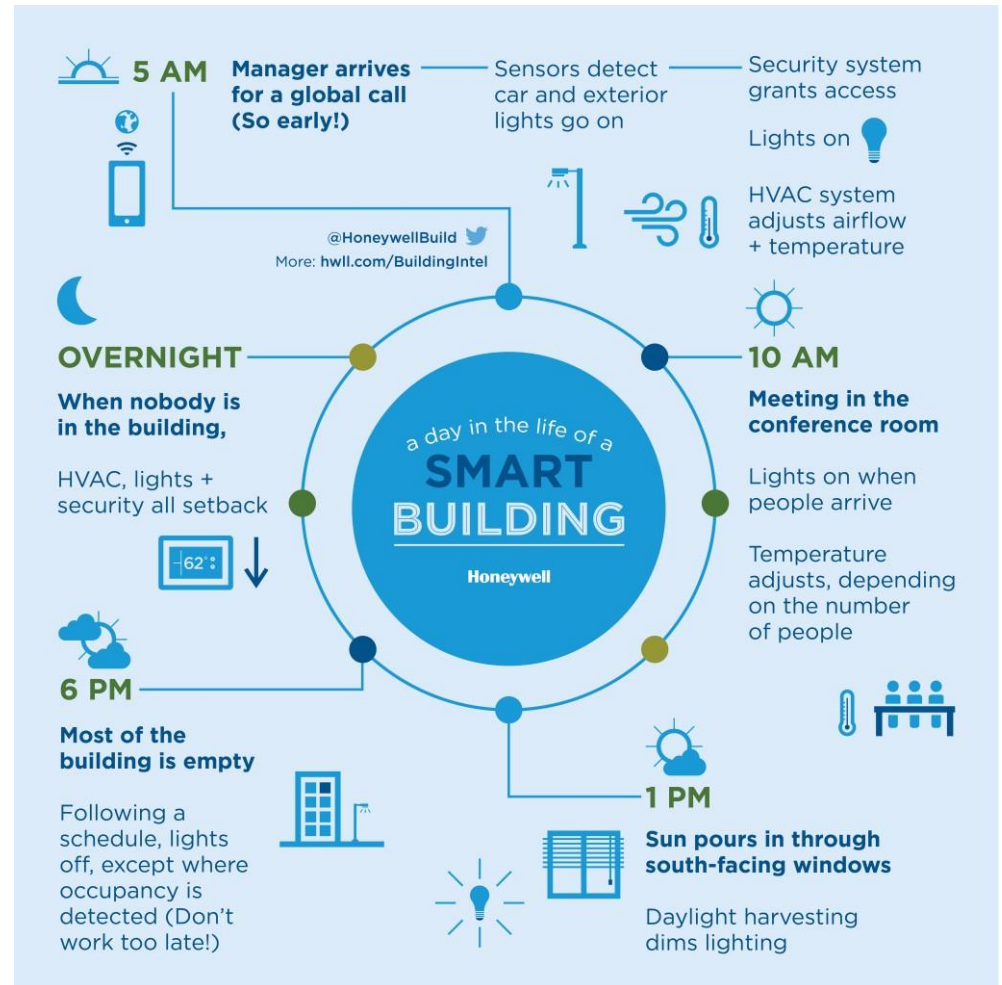 5 AM
Manager arrives
for a global call
(So early!)
Sensors detect
car and exterior
lights go on
Security system
grants access
Lights on
HVAC system
adjusts airflow
+ temperature
@HoneywellBuild
More: hwll.com/BuildingIntel
OVERNIGHT
When nobody is
in the building,
HVAC, lights +
security all setback
62°
10 AM
Meeting in the
conference room
Lights on when
people arrive
Temperature
adjusts, depending
on the number
of people
a day in the life of a
SMART
BUILDING
Honeywell
6 PM
Most of the
building is empty
Following a
schedule, lights
off, except where
occupancy is
detected (Don't
work too late!)
1 PM
Sun pours in through
south-facing windows
Daylight harvesting
dims lighting